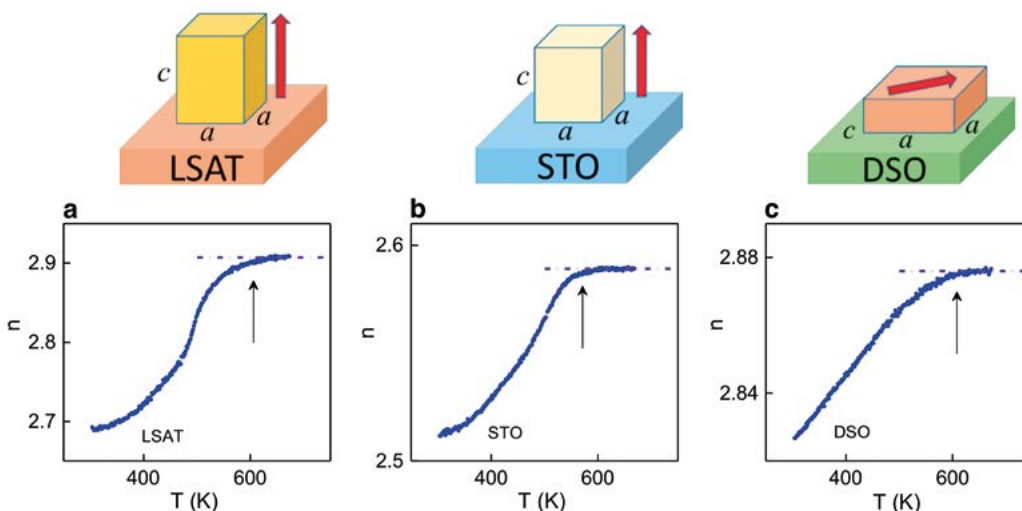 c
a
a
LSAT
c
a
a
STO
c
a
a
DSO
a
n
2.9
2.8
2.7
LSAT
400
600
T (K)
b
n
2.6
2.5
STO
400
600
T (K)
c
n
2.88
2.84
DSO
400
600
T (K)